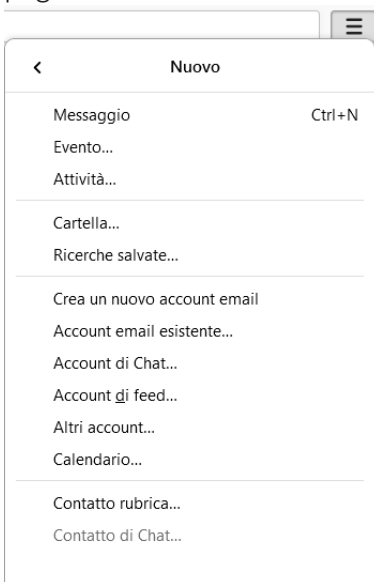 Nuovo
Messaggio Ctrl+N
Evento...
Attività...
Cartella...
Ricerche salvate...
Crea un nuovo account email
Account email esistente...
Account di Chat...
Account di feed...
Altri account...
Calendario...
Contatto rubrica...
Contatto di Chat...